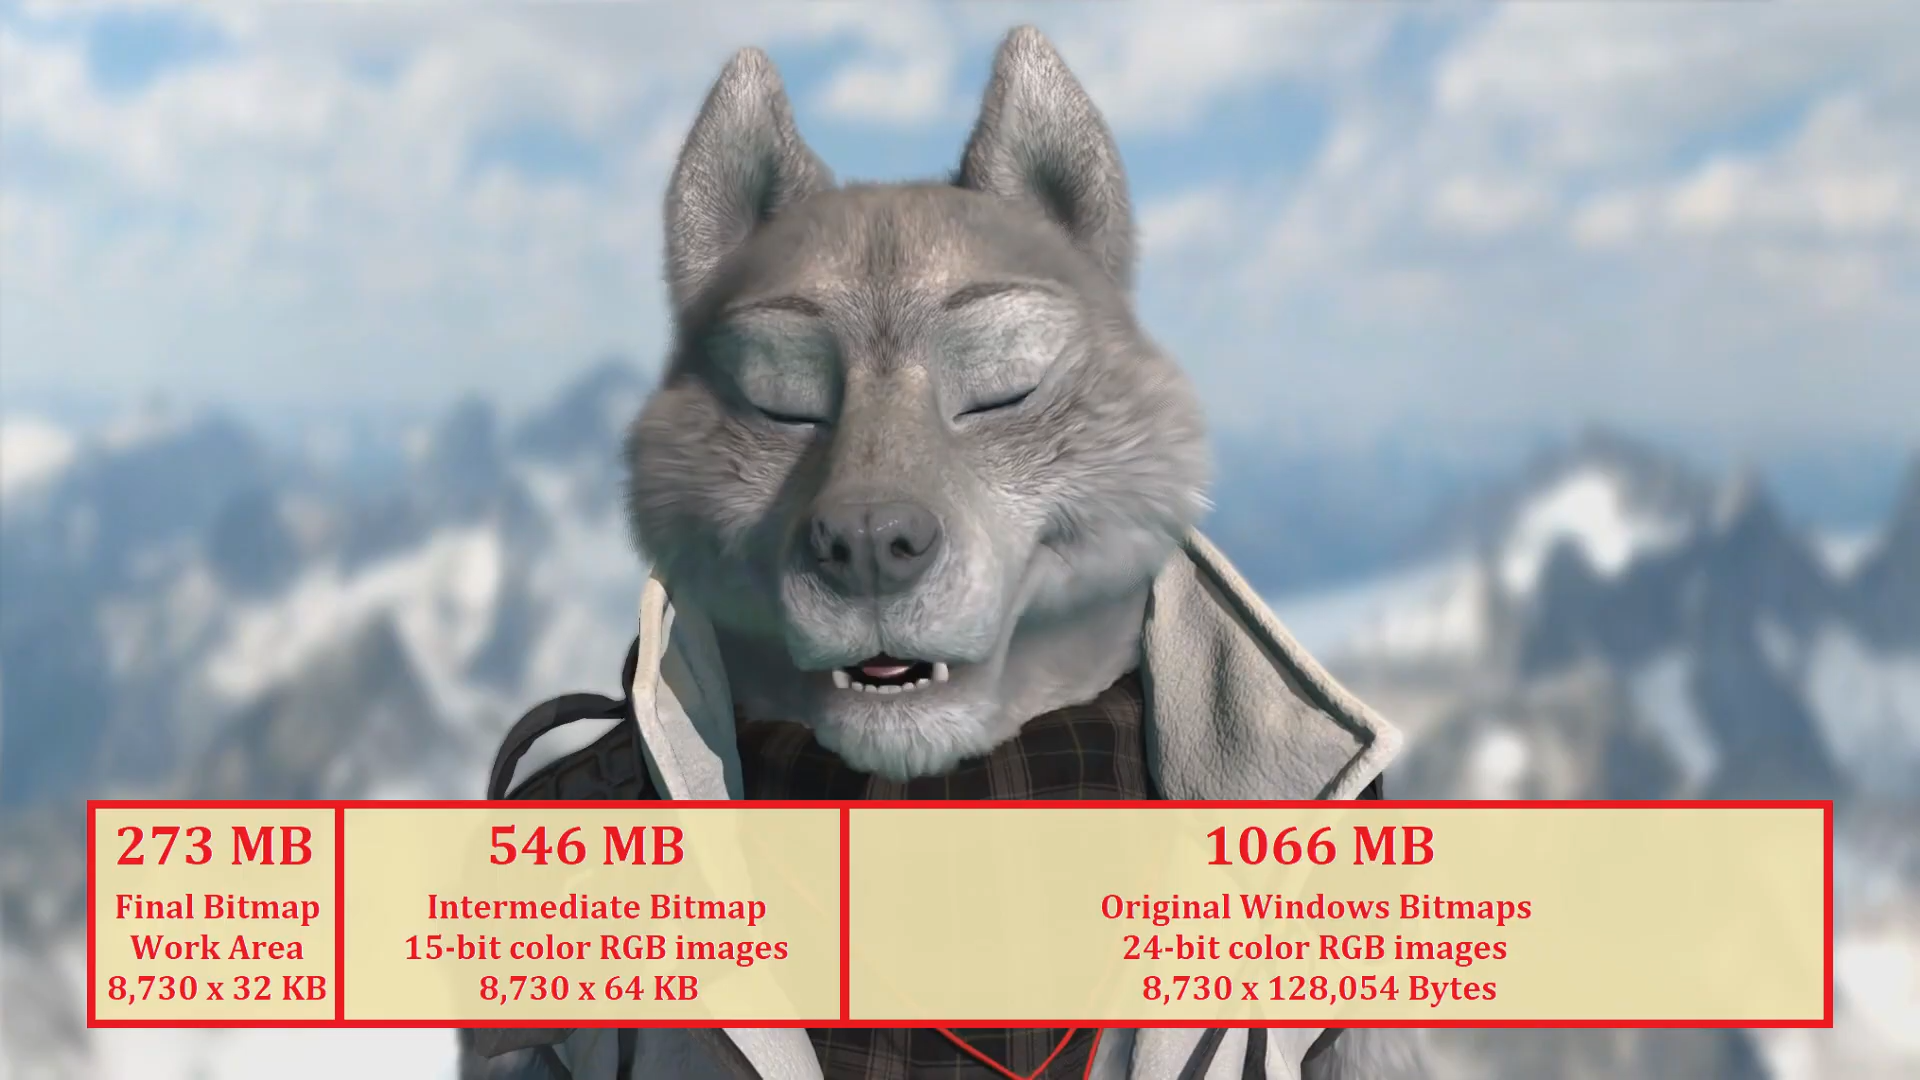 273 MB
Final Bitmap
Work Area
8,730 x 32 KB
546 MB
Intermediate Bitmap
15-bit color RGB images
8,730 x 64 KB
1066 MB
Original Windows Bitmaps
24-bit color RGB images
8,730 x 128,054 Bytes